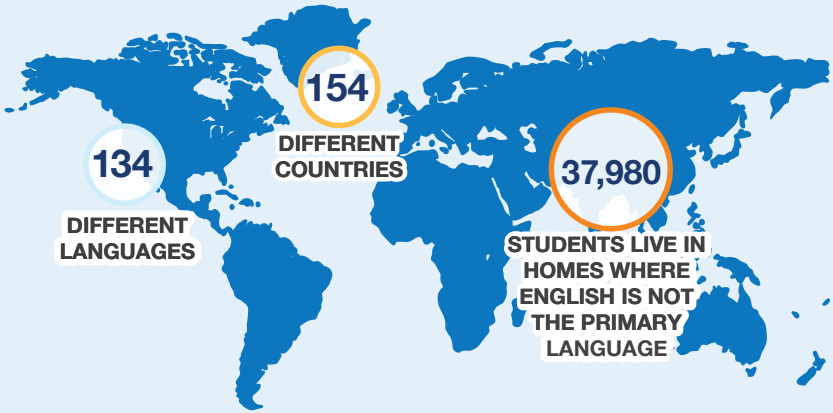 134
DIFFERENT
LANGUAGES
154
DIFFERENT
COUNTRIES
37,980
STUDENTS LIVE IN
HOMES WHERE
ENGLISH IS NOT
THE PRIMARY
LANGUAGE